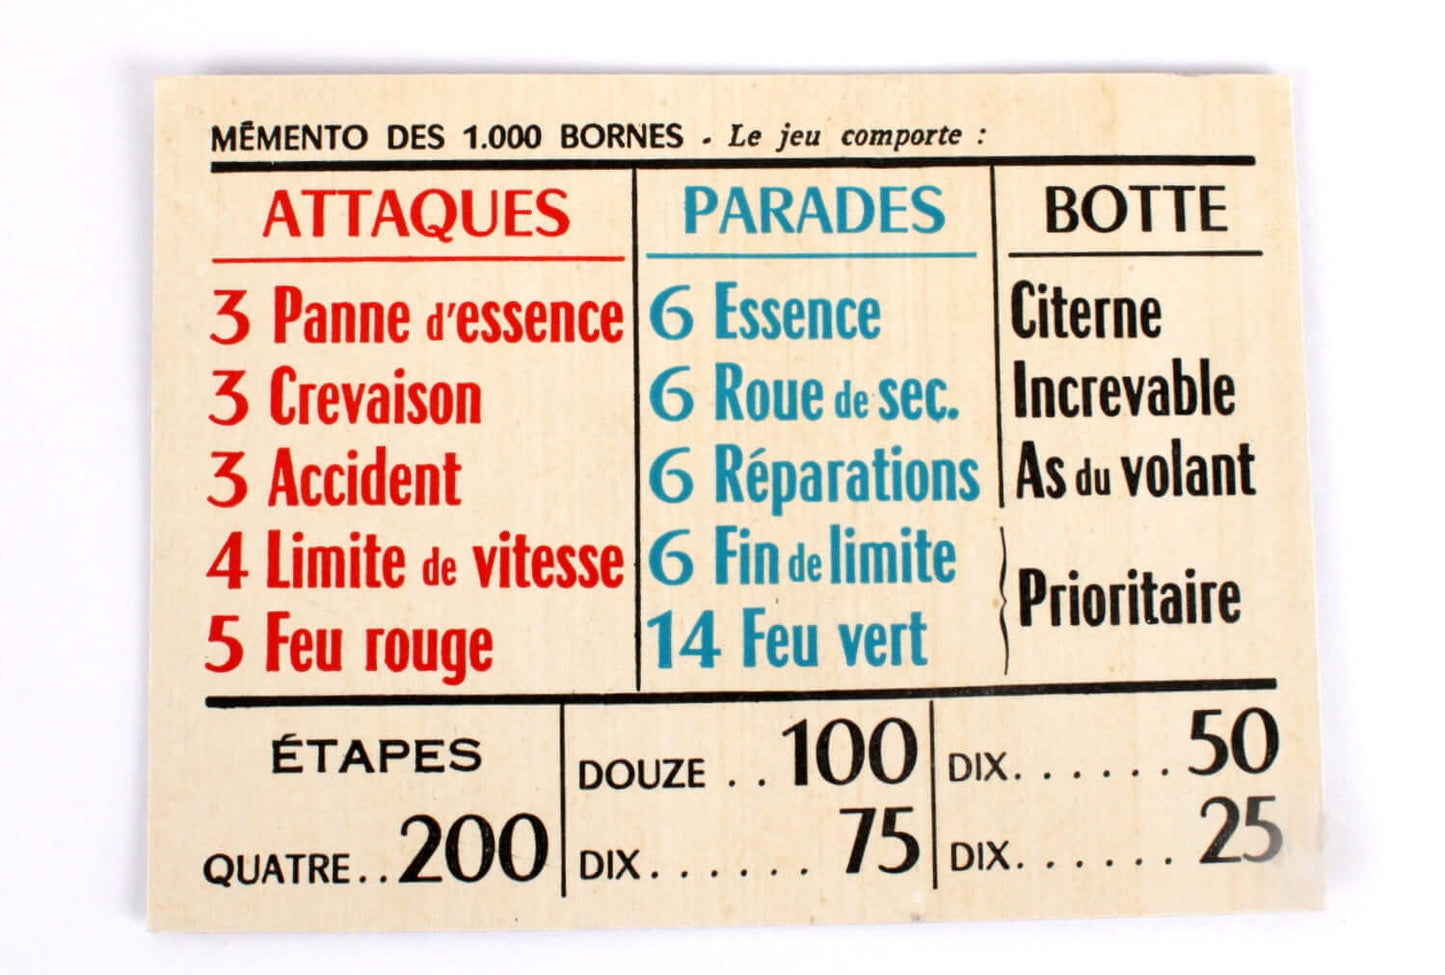 MÉMENTO DES 1.000 BORNES - Le jeu comporte :
ATTAQUES
3 Panne d'essence
3 Crevaison
3 Accident
4 Limite de vitesse
5 Feu rouge
PARADES
6 Essence
6 Roue de sec.
6 Réparations
6 Fin de limite
14 Feu vert
BOTTE
Citerne
Increvable
As du volant
Prioritaire
ÉTAPES
QUATRE.. 200
DOUZE .. 100
DIX....... 75
DIX....... 50
DIX....... 25